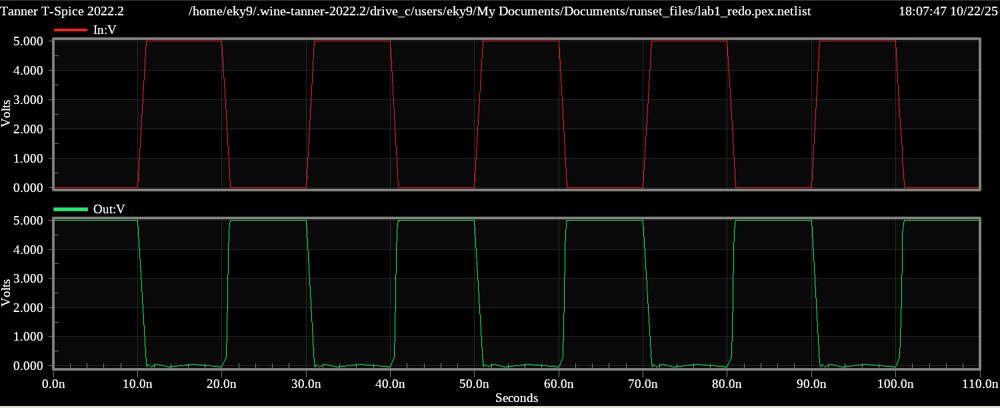 Tanner T-Spice 2022.2 /home/eky9/.wine-tanner-2022.2/drive_c/users/eky9/My Documents/Documents/runset_files/lab1_redo.pex.netlist 18:07:47 10/22/25
In:V
5.000
4.000
3.000
2.000
1.000
0.000
Volts
Out:V
5.000
4.000
3.000
2.000
1.000
0.000
Volts
0.0n 10.0n 20.0n 30.0n 40.0n 50.0n 60.0n 70.0n 80.0n 90.0n 100.0n 110.0n
Seconds